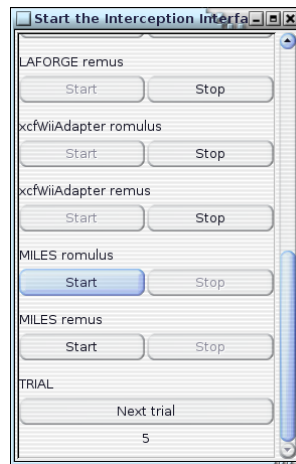 Start the Interception Interfa
LAFORGE remus
Start Stop
xcfWiiAdapter romulus
Start Stop
xcfWiiAdapter remus
Start Stop
MILES romulus
Start Stop
MILES remus
Start Stop
TRIAL
Next trial
5